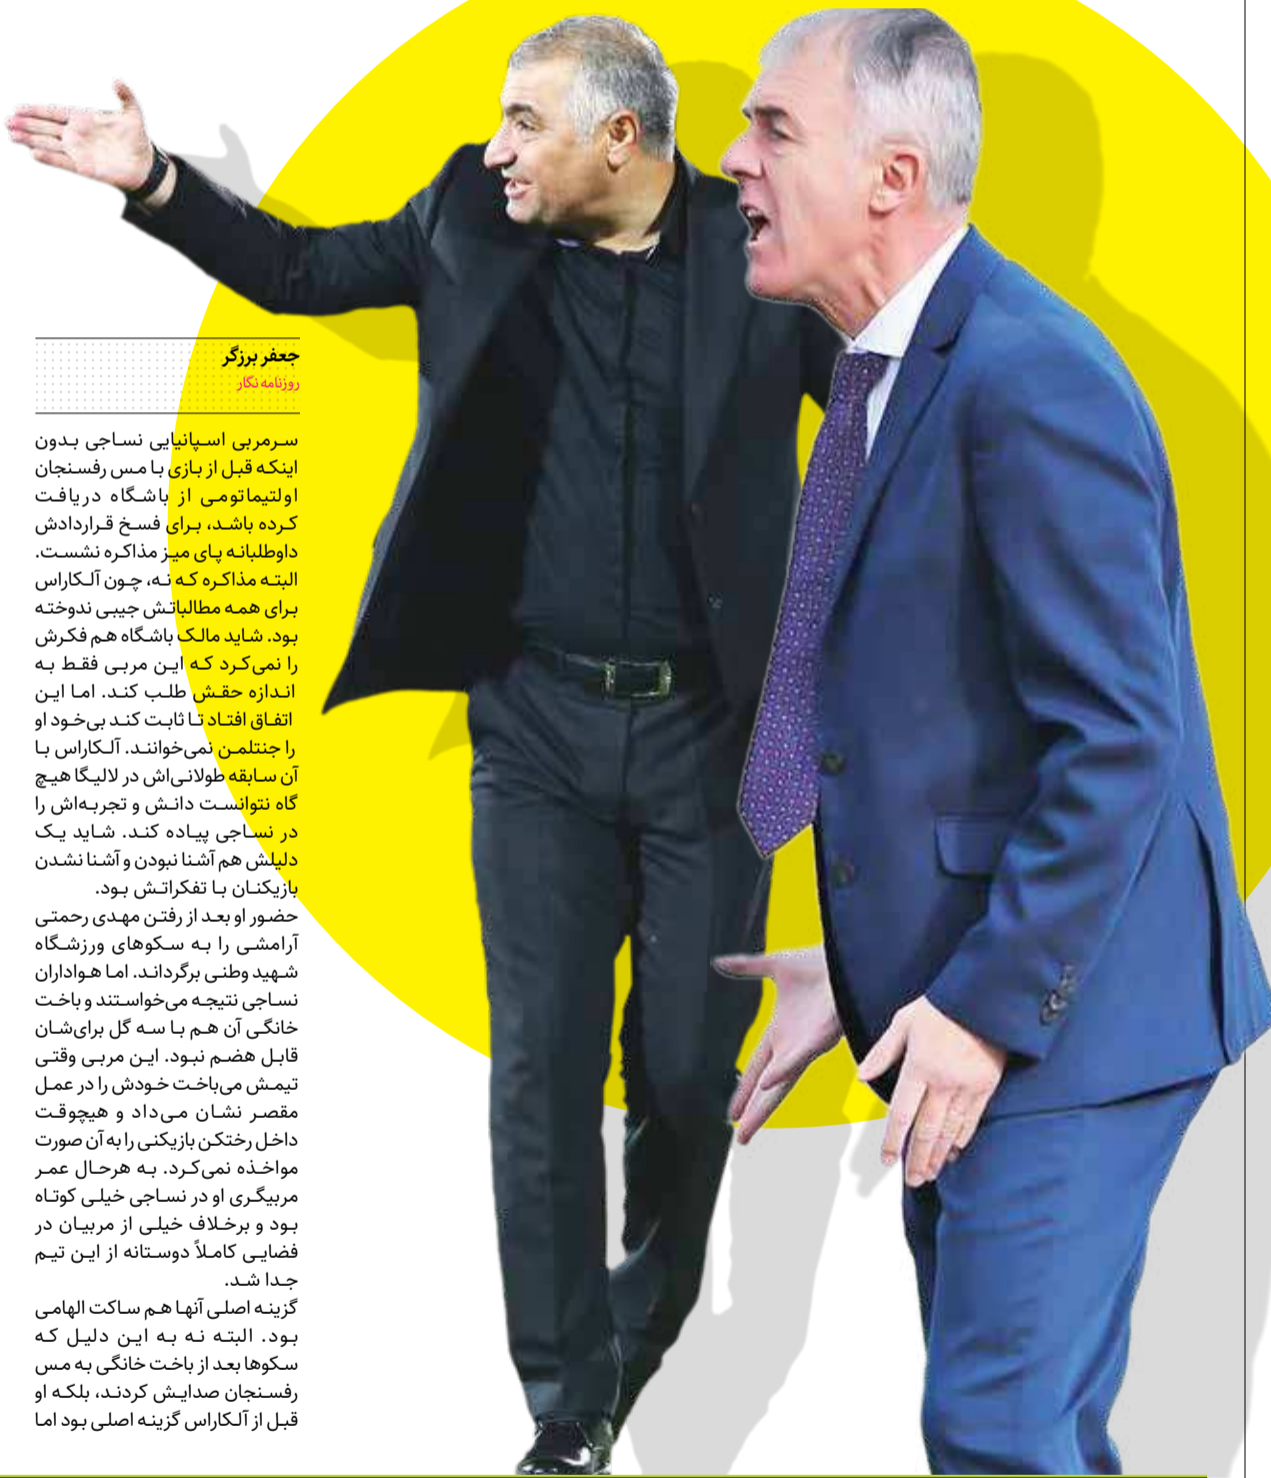 جعفر برزگر
روزنامه نگار
سرمربی اسپانیایی نساجی بدون
اینکه قبل از بازی با مس رفسنجان
اولتیماتومی از باشگاه دریافت
کرده باشد، برای فسخ قراردادش
داوطلبانه پای میز مذاکره نشست.
البته مذاکره که نه، چون آلکاراس
برای همه مطالباتش جیبی ندوخته
بود. شاید مالک باشگاه هم فکرش
را نمی‌کرد که این مربی فقط به
اندازه حقش طلب کند. اما این
اتفاق افتاد تا ثابت کند بی‌خود او
را جنتلمن نمی‌خوانند. آلکاراس با
آن سابقه طولانی‌اش در لالیگا هیچ
گاه نتوانست دانش و تجربه‌اش را
در نساجی پیاده کند. شاید یک
دلیلش هم آشنا نبودن و آشنا نشدن
بازیکنان با تفکراتش بود.
حضور او بعد از رفتن مهدی رحمتی
آرامشی را به سکوهای ورزشگاه
شهید وطنی برگرداند. اما هواداران
نساجی نتیجه می‌خواستند و باخت
خانگی آن هم با سه گل برای‌شان
قابل هضم نبود. این مربی وقتی
تیمش می‌باخت خودش را در عمل
مقصر نشان می‌داد و هیچوقت
داخل رختکن بازیکنی را به آن صورت
مواخذه نمی‌کرد. به هرحال عمر
مربیگری او در نساجی خیلی کوتاه
بود و برخلاف خیلی از مربیان در
فضایی کاملاً دوستانه از این تیم
جدا شد.
گزینه اصلی آنها هم ساکت الهامی
بود. البته نه به این دلیل که
سکوها بعد از باخت خانگی به مس
رفسنجان صدایش کردند، بلکه او
قبل از آلکاراس گزینه اصلی بود اما